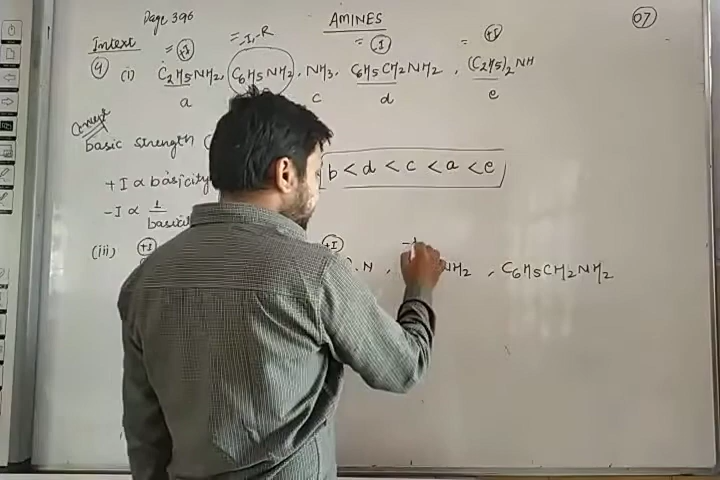 Page 396
AMINES
07
Intext
= +I = -I, -R = -I = +I
(4) (i) C2H5NH2, C6H5NH2, NH3, C6H5CH2NH2, (C2H5)2NH
a c d e
basic strength
+I ∝ basicity b < d < c < a < e
-I ∝ 1/
(iii) +I +I
N, NH2, C6H5CH2NH2